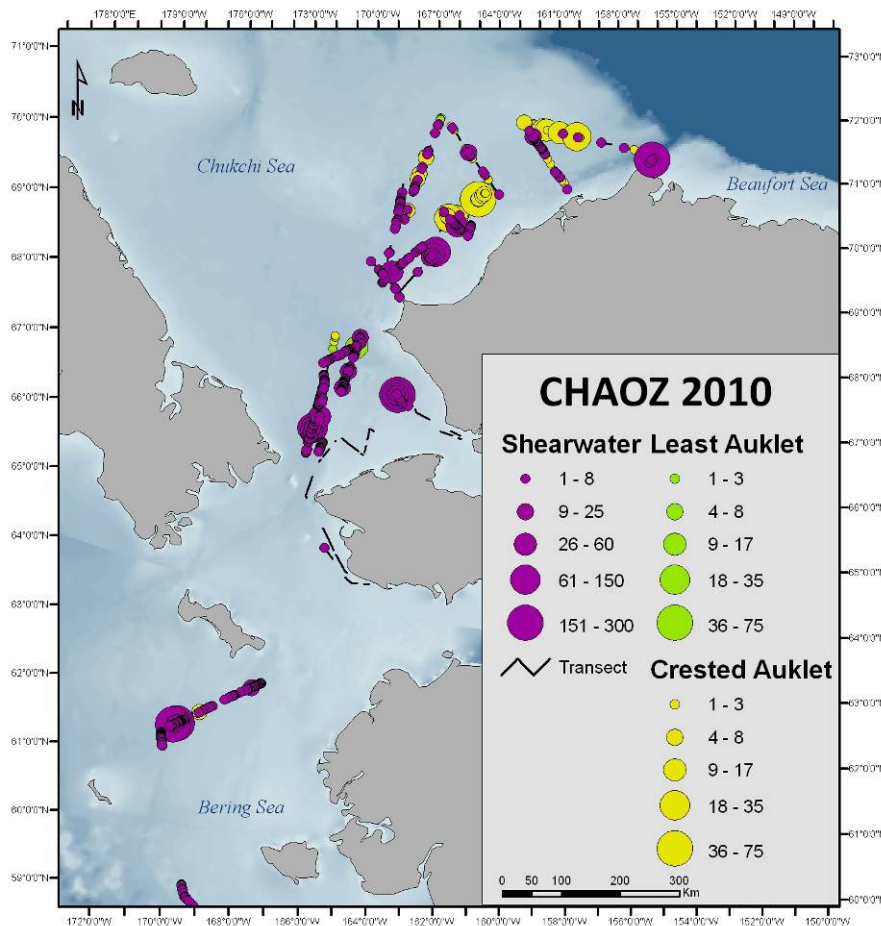 178°0'0"E 179°0'0"W 176°0'0"W 173°0'0"W 170°0'0"W 167°0'0"W 164°0'0"W 161°0'0"W 158°0'0"W 155°0'0"W 152°0'0"W 149°0'0"W
71°0'0"N 73°0'0"N
N
70°0'0"N 72°0'0"N
Chukchi Sea
Beaufort Sea
69°0'0"N 71°0'0"N
68°0'0"N 70°0'0"N
67°0'0"N 69°0'0"N
66°0'0"N 68°0'0"N
65°0'0"N 67°0'0"N
64°0'0"N 66°0'0"N
63°0'0"N 65°0'0"N
62°0'0"N 64°0'0"N
61°0'0"N 63°0'0"N
60°0'0"N 62°0'0"N
59°0'0"N 61°0'0"N
60°0'0"N
Bering Sea
CHAOZ 2010
Shearwater Least Auklet
1 - 8 1 - 3
9 - 25 4 - 8
26 - 60 9 - 17
61 - 150 18 - 35
151 - 300 36 - 75
Transect
Crested Auklet
1 - 3
4 - 8
9 - 17
18 - 35
36 - 75
0 50 100 200 300
Km
172°0'0"W 170°0'0"W 168°0'0"W 166°0'0"W 164°0'0"W 162°0'0"W 160°0'0"W 158°0'0"W 156°0'0"W 154°0'0"W 152°0'0"W 150°0'0"W